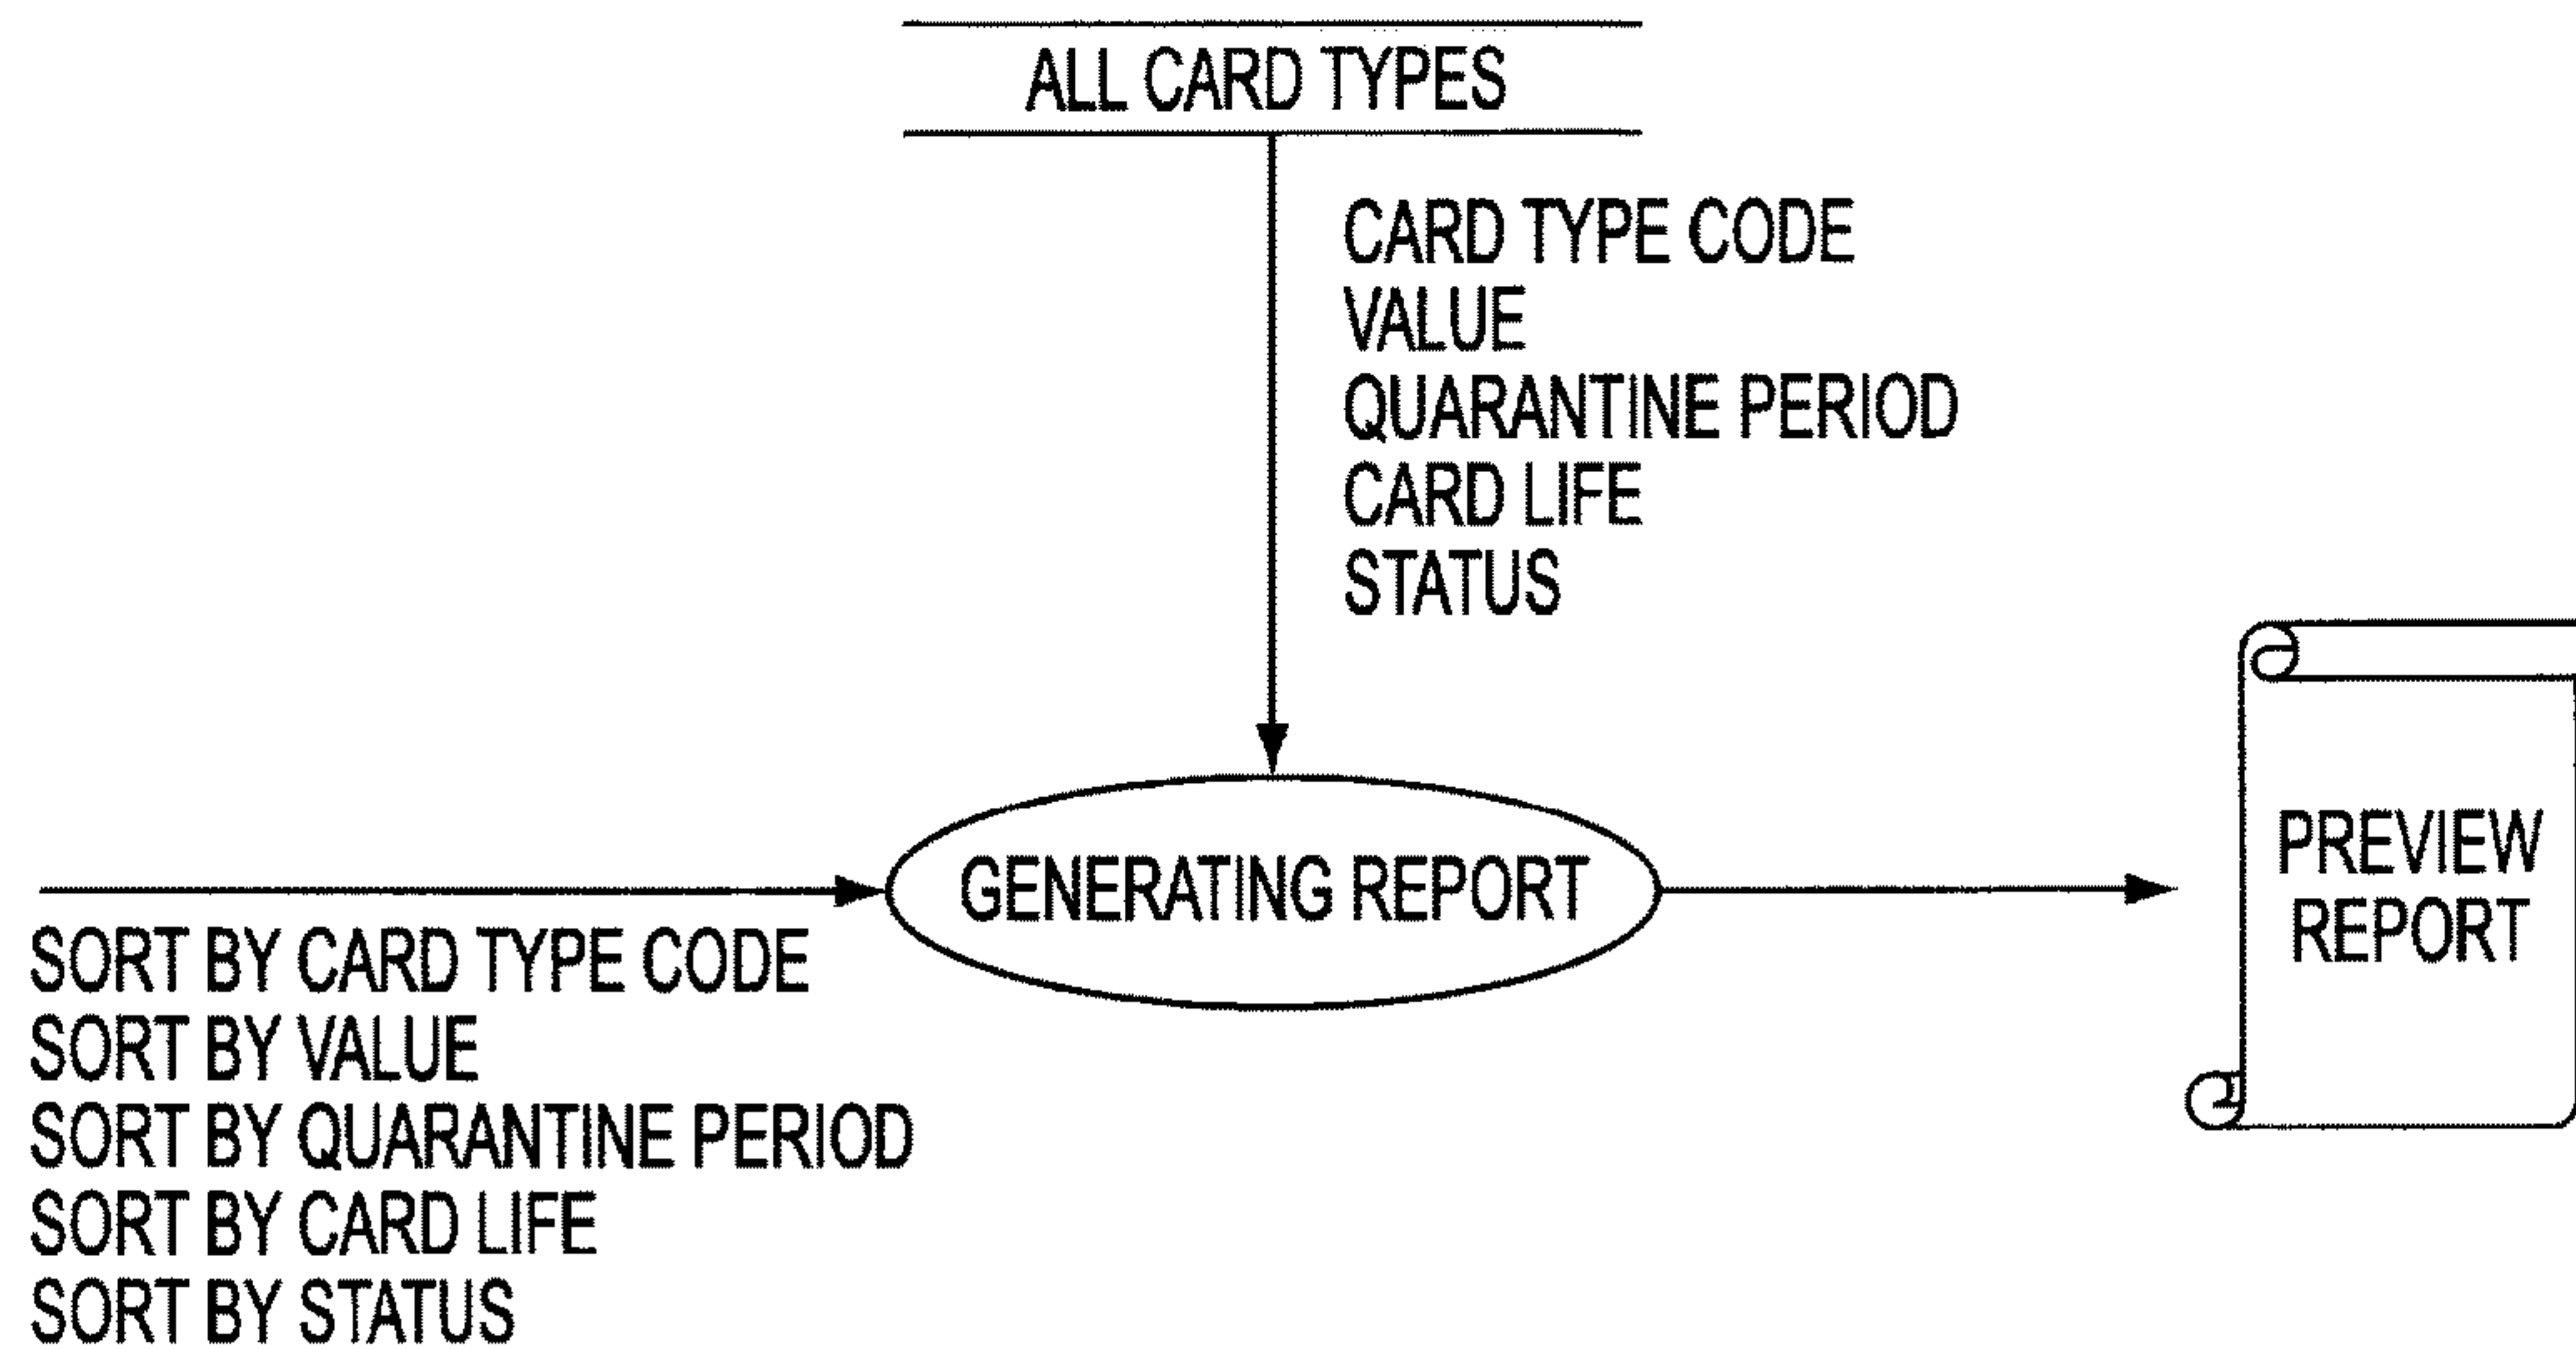 ALL CARD TYPES
CARD TYPE CODE
VALUE
QUARANTINE PERIOD
CARD LIFE
STATUS
GENERATING REPORT
PREVIEW
REPORT
SORT BY CARD TYPE CODE
SORT BY VALUE
SORT BY QUARANTINE PERIOD
SORT BY CARD LIFE
SORT BY STATUS